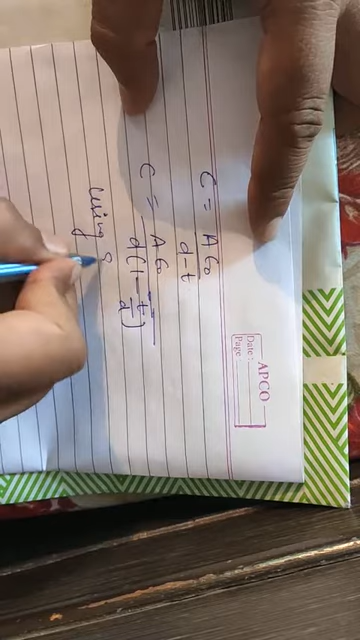 APCO
Date:
Page:
C = Aϵ₀
d-t
C = Aϵ₀
d(1-t/d)
Using